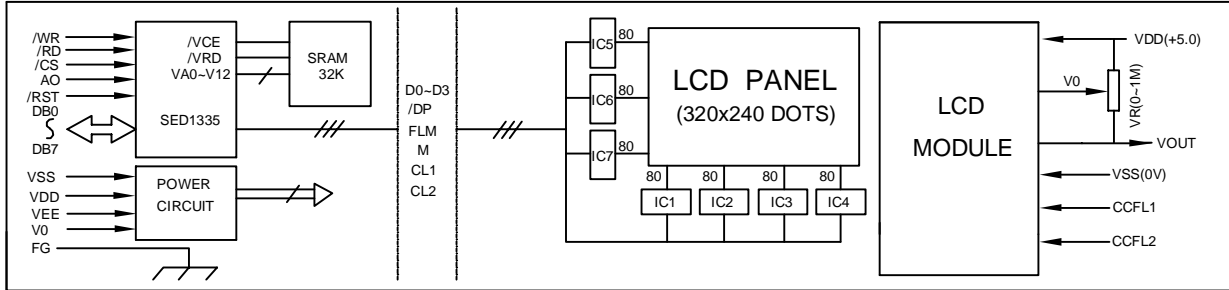 /WR
/RD
/CS
AO
/RST
DB0
DB7
/VCE
/VRD
VA0~V12
SED1335
SRAM
32K
VSS
VDD
VEE
V0
FG
POWER
CIRCUIT
D0~D3
/DP
FLM
M
CL1
CL2
IC5
80
IC6
80
IC7
80
LCD PANEL
(320x240 DOTS)
80
80
80
80
IC1
IC2
IC3
IC4
LCD
MODULE
VDD(+5.0)
V0
VR(0~1M)
VOUT
VSS(0V)
CCFL1
CCFL2